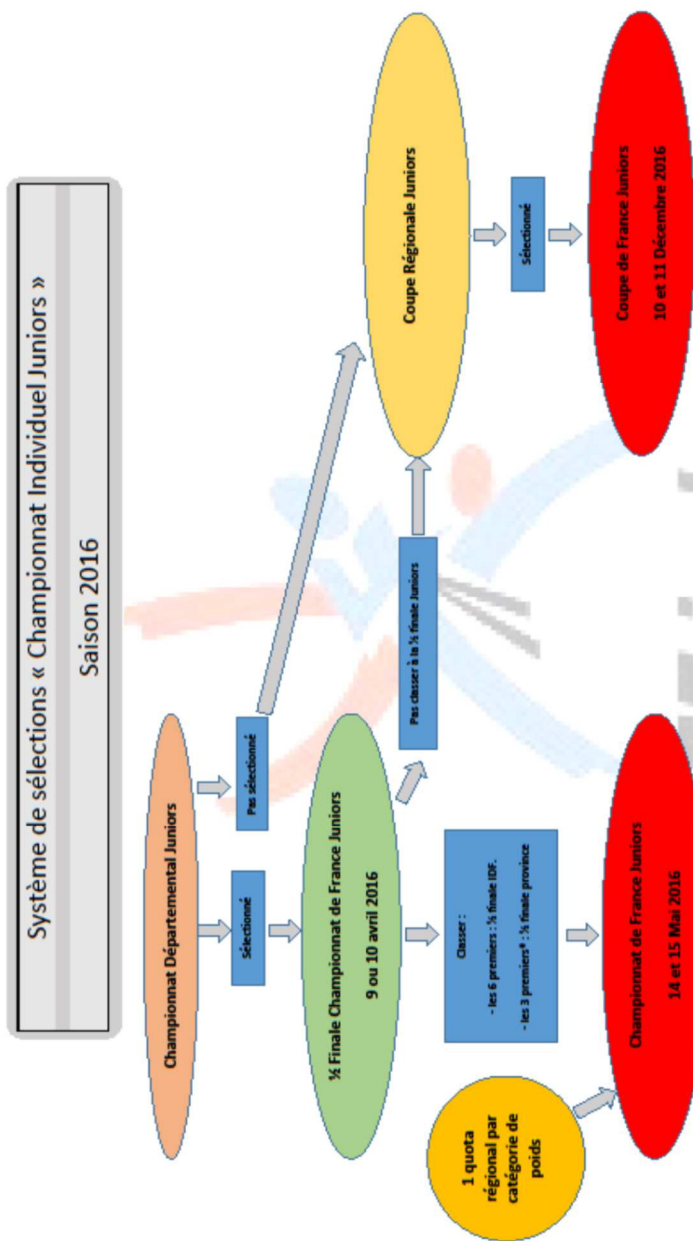 Système de sélections « Championnat Individuel Juniors »
Saison 2016
Championnat Départemental Juniors
Sélectionné
Pas sélectionné
½ Finale Championnat de France Juniors
9 ou 10 avril 2016
Pas classer à la ½ finale Juniors
Coupe Régionale Juniors
Classer :
- les 6 premiers : ½ finale IDF.
- les 3 premiers* : ½ finale province
Sélectionné
1 quota
régional par
catégorie de
poids
Championnat de France Juniors
14 et 15 Mai 2016
Coupe de France Juniors
10 et 11 Décembre 2016